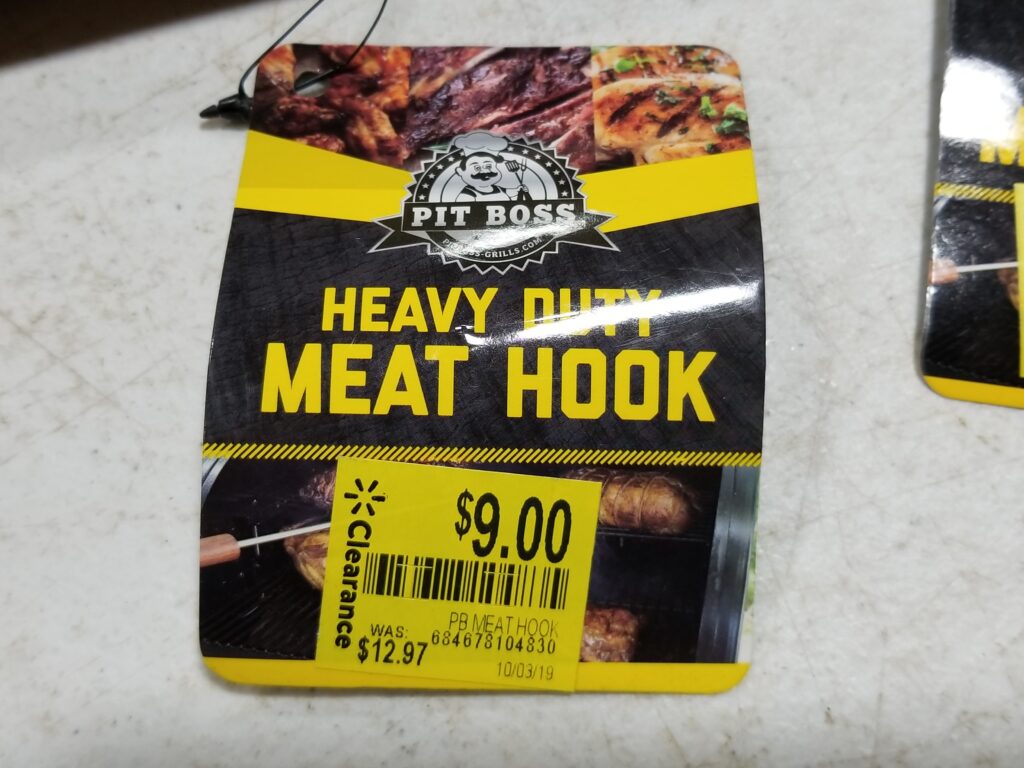 PIT BOSS
HEAVY DUTY
MEAT HOOK
Clearance
$9.00
PB MEAT HOOK
684678104830
WAS:
$12.97
10/03/19